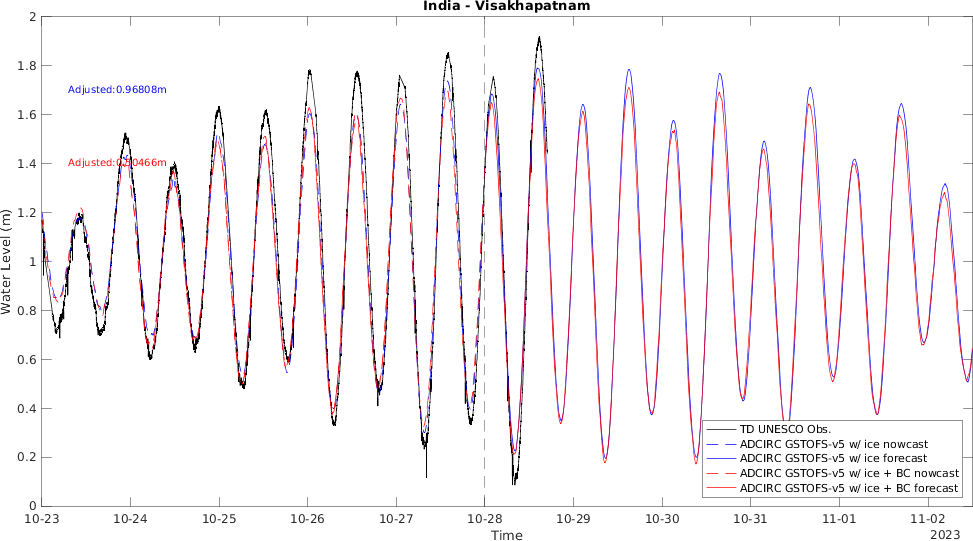 India - Visakhapatnam
2
1.8
1.6
1.4
1.2
1
0.8
0.6
0.4
0.2
0
Water Level (m)
Adjusted:0.96808m
TD UNESCO Obs.
ADCIRC GSTOFS-v5 w/ ice nowcast
ADCIRC GSTOFS-v5 w/ ice forecast
ADCIRC GSTOFS-v5 w/ ice + BC nowcast
ADCIRC GSTOFS-v5 w/ ice + BC forecast
10-23 10-24 10-25 10-26 10-27 10-28 10-29 10-30 10-31 11-01 11-02
Time
2023